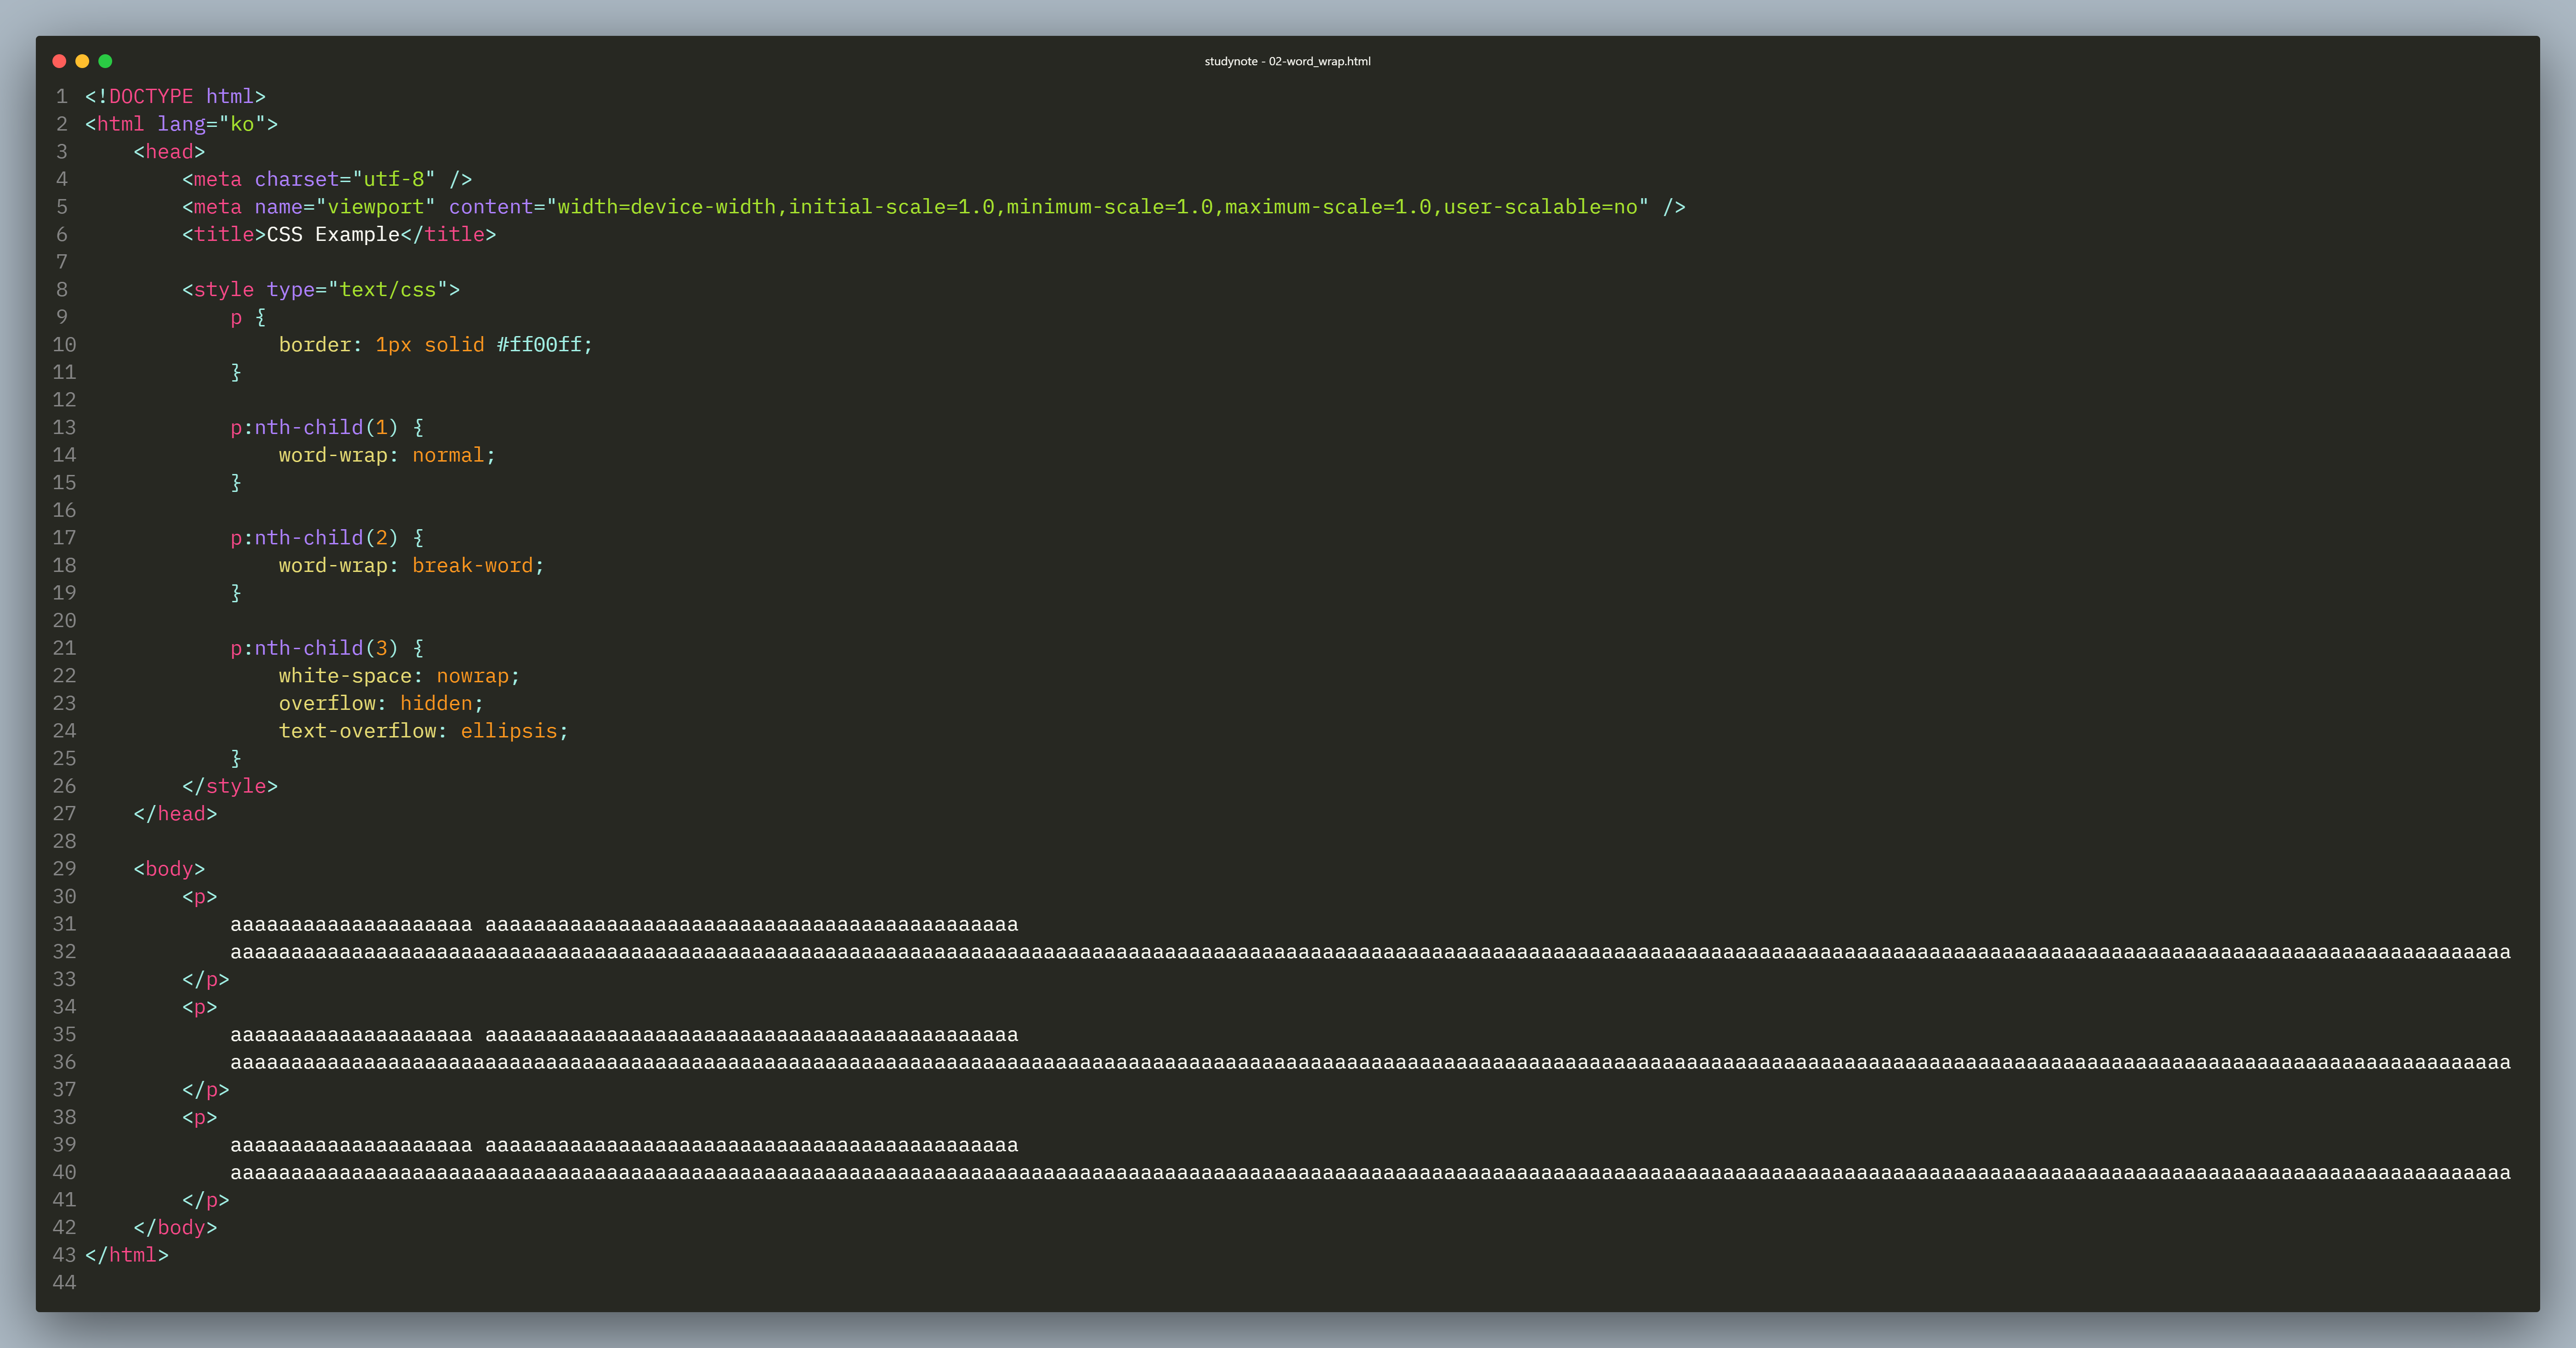 studynote - 02-word_wrap.html
1 <!DOCTYPE html>
2 <html lang="ko">
3     <head>
4         <meta charset="utf-8" />
5         <meta name="viewport" content="width=device-width,initial-scale=1.0,minimum-scale=1.0,maximum-scale=1.0,user-scalable=no" />
6         <title>CSS Example</title>
7
8         <style type="text/css">
9             p {
10                 border: 1px solid #ff00ff;
11             }
12
13             p:nth-child(1) {
14                 word-wrap: normal;
15             }
16
17             p:nth-child(2) {
18                 word-wrap: break-word;
19             }
20
21             p:nth-child(3) {
22                 white-space: nowrap;
23                 overflow: hidden;
24                 text-overflow: ellipsis;
25             }
26         </style>
27     </head>
28
29     <body>
30         <p>
31             aaaaaaaaaaaaaaaaaaaa aaaaaaaaaaaaaaaaaaaaaaaaaaaaaaaaaaaaaaaaaaaa
32             aaaaaaaaaaaaaaaaaaaaaaaaaaaaaaaaaaaaaaaaaaaaaaaaaaaaaaaaaaaaaaaaaaaaaaaaaaaaaaaaaaaaaaaaaaaaaaaaaaaaaaaaaaaaaaaaaaaaaaaaaaaaaaaaaaaaaaaaaaaaaaaaaaaaaaaaaaaaaaaaaaaaaaaaaaaaaaaaaaaaaaaa
33         </p>
34         <p>
35             aaaaaaaaaaaaaaaaaaaa aaaaaaaaaaaaaaaaaaaaaaaaaaaaaaaaaaaaaaaaaaaa
36             aaaaaaaaaaaaaaaaaaaaaaaaaaaaaaaaaaaaaaaaaaaaaaaaaaaaaaaaaaaaaaaaaaaaaaaaaaaaaaaaaaaaaaaaaaaaaaaaaaaaaaaaaaaaaaaaaaaaaaaaaaaaaaaaaaaaaaaaaaaaaaaaaaaaaaaaaaaaaaaaaaaaaaaaaaaaaaaaaaaaaaaa
37         </p>
38         <p>
39             aaaaaaaaaaaaaaaaaaaa aaaaaaaaaaaaaaaaaaaaaaaaaaaaaaaaaaaaaaaaaaaa
40             aaaaaaaaaaaaaaaaaaaaaaaaaaaaaaaaaaaaaaaaaaaaaaaaaaaaaaaaaaaaaaaaaaaaaaaaaaaaaaaaaaaaaaaaaaaaaaaaaaaaaaaaaaaaaaaaaaaaaaaaaaaaaaaaaaaaaaaaaaaaaaaaaaaaaaaaaaaaaaaaaaaaaaaaaaaaaaaaaaaaaaaa
41         </p>
42     </body>
43 </html>
44